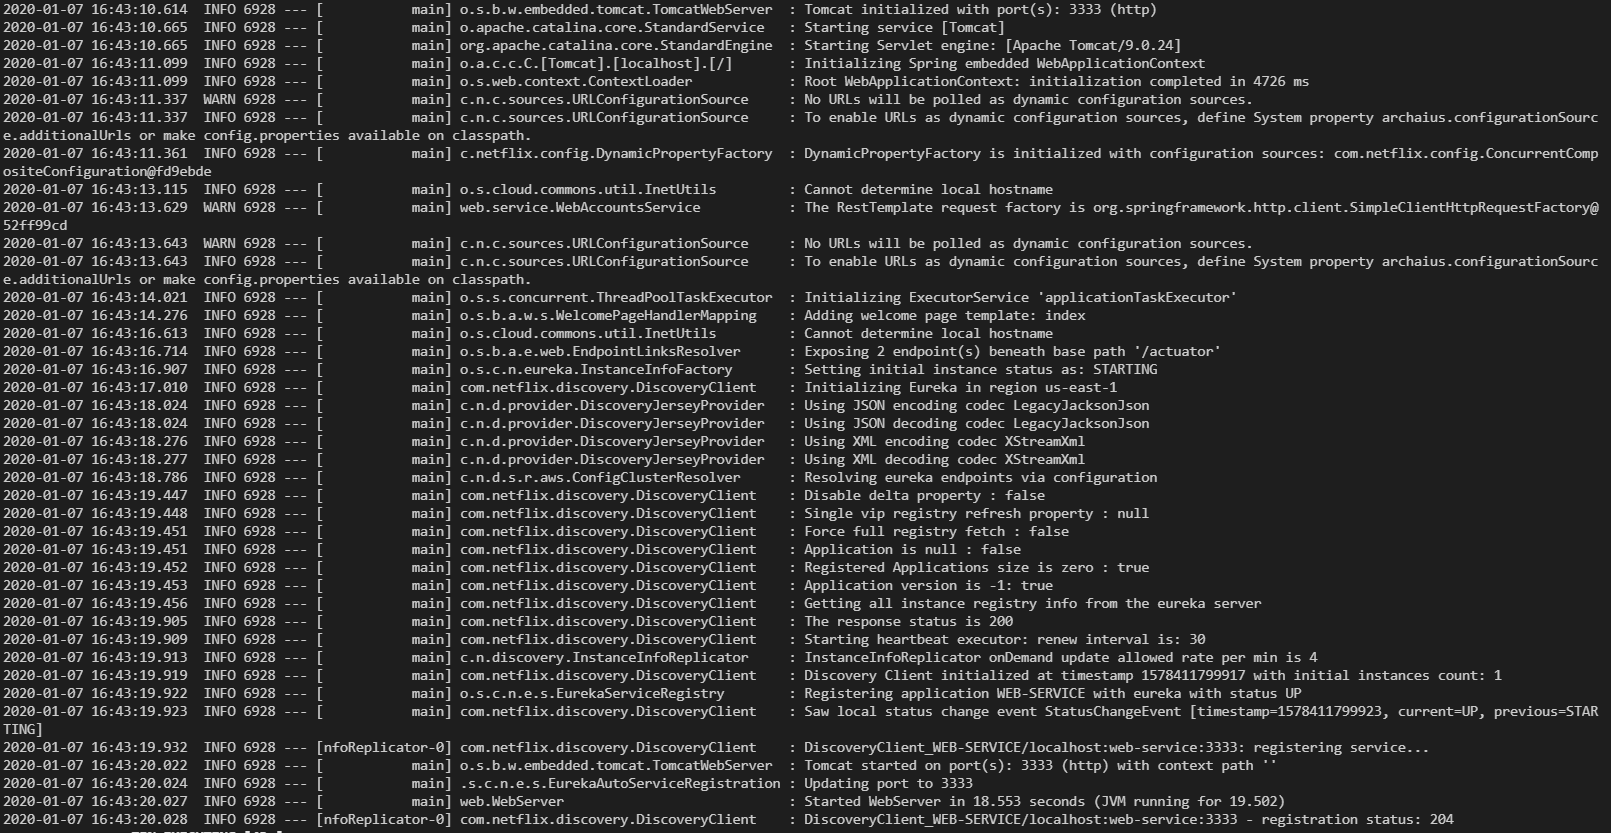 2020-01-07 16:43:10.614  INFO 6928 --- [           main] o.s.b.w.embedded.tomcat.TomcatWebServer  : Tomcat initialized with port(s): 3333 (http)
2020-01-07 16:43:10.665  INFO 6928 --- [           main] o.apache.catalina.core.StandardService   : Starting service [Tomcat]
2020-01-07 16:43:10.665  INFO 6928 --- [           main] org.apache.catalina.core.StandardEngine  : Starting Servlet engine: [Apache Tomcat/9.0.24]
2020-01-07 16:43:11.099  INFO 6928 --- [           main] o.a.c.c.C.[Tomcat].[localhost].[/]       : Initializing Spring embedded WebApplicationContext
2020-01-07 16:43:11.099  INFO 6928 --- [           main] o.s.web.context.ContextLoader            : Root WebApplicationContext: initialization completed in 4726 ms
2020-01-07 16:43:11.337  WARN 6928 --- [           main] c.n.c.sources.URLConfigurationSource     : No URLs will be polled as dynamic configuration sources.
2020-01-07 16:43:11.337  INFO 6928 --- [           main] c.n.c.sources.URLConfigurationSource     : To enable URLs as dynamic configuration sources, define System property archaius.configurationSourc
e.additionalUrls or make config.properties available on classpath.
2020-01-07 16:43:11.361  INFO 6928 --- [           main] c.netflix.config.DynamicPropertyFactory  : DynamicPropertyFactory is initialized with configuration sources: com.netflix.config.ConcurrentComp
ositeConfiguration@fd9ebde
2020-01-07 16:43:13.115  INFO 6928 --- [           main] o.s.cloud.commons.util.InetUtils         : Cannot determine local hostname
2020-01-07 16:43:13.629  WARN 6928 --- [           main] web.service.WebAccountsService           : The RestTemplate request factory is org.springframework.http.client.SimpleClientHttpRequestFactory@
52ff99cd
2020-01-07 16:43:13.643  WARN 6928 --- [           main] c.n.c.sources.URLConfigurationSource     : No URLs will be polled as dynamic configuration sources.
2020-01-07 16:43:13.643  INFO 6928 --- [           main] c.n.c.sources.URLConfigurationSource     : To enable URLs as dynamic configuration sources, define System property archaius.configurationSourc
e.additionalUrls or make config.properties available on classpath.
2020-01-07 16:43:14.021  INFO 6928 --- [           main] o.s.s.concurrent.ThreadPoolTaskExecutor  : Initializing ExecutorService 'applicationTaskExecutor'
2020-01-07 16:43:14.276  INFO 6928 --- [           main] o.s.b.a.w.s.WelcomePageHandlerMapping    : Adding welcome page template: index
2020-01-07 16:43:16.613  INFO 6928 --- [           main] o.s.cloud.commons.util.InetUtils         : Cannot determine local hostname
2020-01-07 16:43:16.714  INFO 6928 --- [           main] o.s.b.a.e.web.EndpointLinksResolver      : Exposing 2 endpoint(s) beneath base path '/actuator'
2020-01-07 16:43:16.907  INFO 6928 --- [           main] o.s.c.n.eureka.InstanceInfoFactory       : Setting initial instance status as: STARTING
2020-01-07 16:43:17.010  INFO 6928 --- [           main] com.netflix.discovery.DiscoveryClient    : Initializing Eureka in region us-east-1
2020-01-07 16:43:18.024  INFO 6928 --- [           main] c.n.d.provider.DiscoveryJerseyProvider   : Using JSON encoding codec LegacyJacksonJson
2020-01-07 16:43:18.024  INFO 6928 --- [           main] c.n.d.provider.DiscoveryJerseyProvider   : Using JSON decoding codec LegacyJacksonJson
2020-01-07 16:43:18.276  INFO 6928 --- [           main] c.n.d.provider.DiscoveryJerseyProvider   : Using XML encoding codec XStreamXml
2020-01-07 16:43:18.277  INFO 6928 --- [           main] c.n.d.provider.DiscoveryJerseyProvider   : Using XML decoding codec XStreamXml
2020-01-07 16:43:18.786  INFO 6928 --- [           main] c.n.d.s.r.aws.ConfigClusterResolver      : Resolving eureka endpoints via configuration
2020-01-07 16:43:19.447  INFO 6928 --- [           main] com.netflix.discovery.DiscoveryClient    : Disable delta property : false
2020-01-07 16:43:19.448  INFO 6928 --- [           main] com.netflix.discovery.DiscoveryClient    : Single vip registry refresh property : null
2020-01-07 16:43:19.451  INFO 6928 --- [           main] com.netflix.discovery.DiscoveryClient    : Force full registry fetch : false
2020-01-07 16:43:19.451  INFO 6928 --- [           main] com.netflix.discovery.DiscoveryClient    : Application is null : false
2020-01-07 16:43:19.452  INFO 6928 --- [           main] com.netflix.discovery.DiscoveryClient    : Registered Applications size is zero : true
2020-01-07 16:43:19.453  INFO 6928 --- [           main] com.netflix.discovery.DiscoveryClient    : Application version is -1: true
2020-01-07 16:43:19.456  INFO 6928 --- [           main] com.netflix.discovery.DiscoveryClient    : Getting all instance registry info from the eureka server
2020-01-07 16:43:19.905  INFO 6928 --- [           main] com.netflix.discovery.DiscoveryClient    : The response status is 200
2020-01-07 16:43:19.909  INFO 6928 --- [           main] com.netflix.discovery.DiscoveryClient    : Starting heartbeat executor: renew interval is: 30
2020-01-07 16:43:19.913  INFO 6928 --- [           main] c.n.discovery.InstanceInfoReplicator     : InstanceInfoReplicator onDemand update allowed rate per min is 4
2020-01-07 16:43:19.919  INFO 6928 --- [           main] com.netflix.discovery.DiscoveryClient    : Discovery Client initialized at timestamp 1578411799917 with initial instances count: 1
2020-01-07 16:43:19.922  INFO 6928 --- [           main] o.s.c.n.e.s.EurekaServiceRegistry        : Registering application WEB-SERVICE with eureka with status UP
2020-01-07 16:43:19.923  INFO 6928 --- [           main] com.netflix.discovery.DiscoveryClient    : Saw local status change event StatusChangeEvent [timestamp=1578411799923, current=UP, previous=STAR
TING]
2020-01-07 16:43:19.932  INFO 6928 --- [nfoReplicator-0] com.netflix.discovery.DiscoveryClient    : DiscoveryClient_WEB-SERVICE/localhost:web-service:3333: registering service...
2020-01-07 16:43:20.022  INFO 6928 --- [           main] o.s.b.w.embedded.tomcat.TomcatWebServer  : Tomcat started on port(s): 3333 (http) with context path ''
2020-01-07 16:43:20.024  INFO 6928 --- [           main] .s.c.n.e.s.EurekaAutoServiceRegistration : Updating port to 3333
2020-01-07 16:43:20.027  INFO 6928 --- [           main] web.WebServer                            : Started WebServer in 18.553 seconds (JVM running for 19.502)
2020-01-07 16:43:20.028  INFO 6928 --- [nfoReplicator-0] com.netflix.discovery.DiscoveryClient    : DiscoveryClient_WEB-SERVICE/localhost:web-service:3333 - registration status: 204